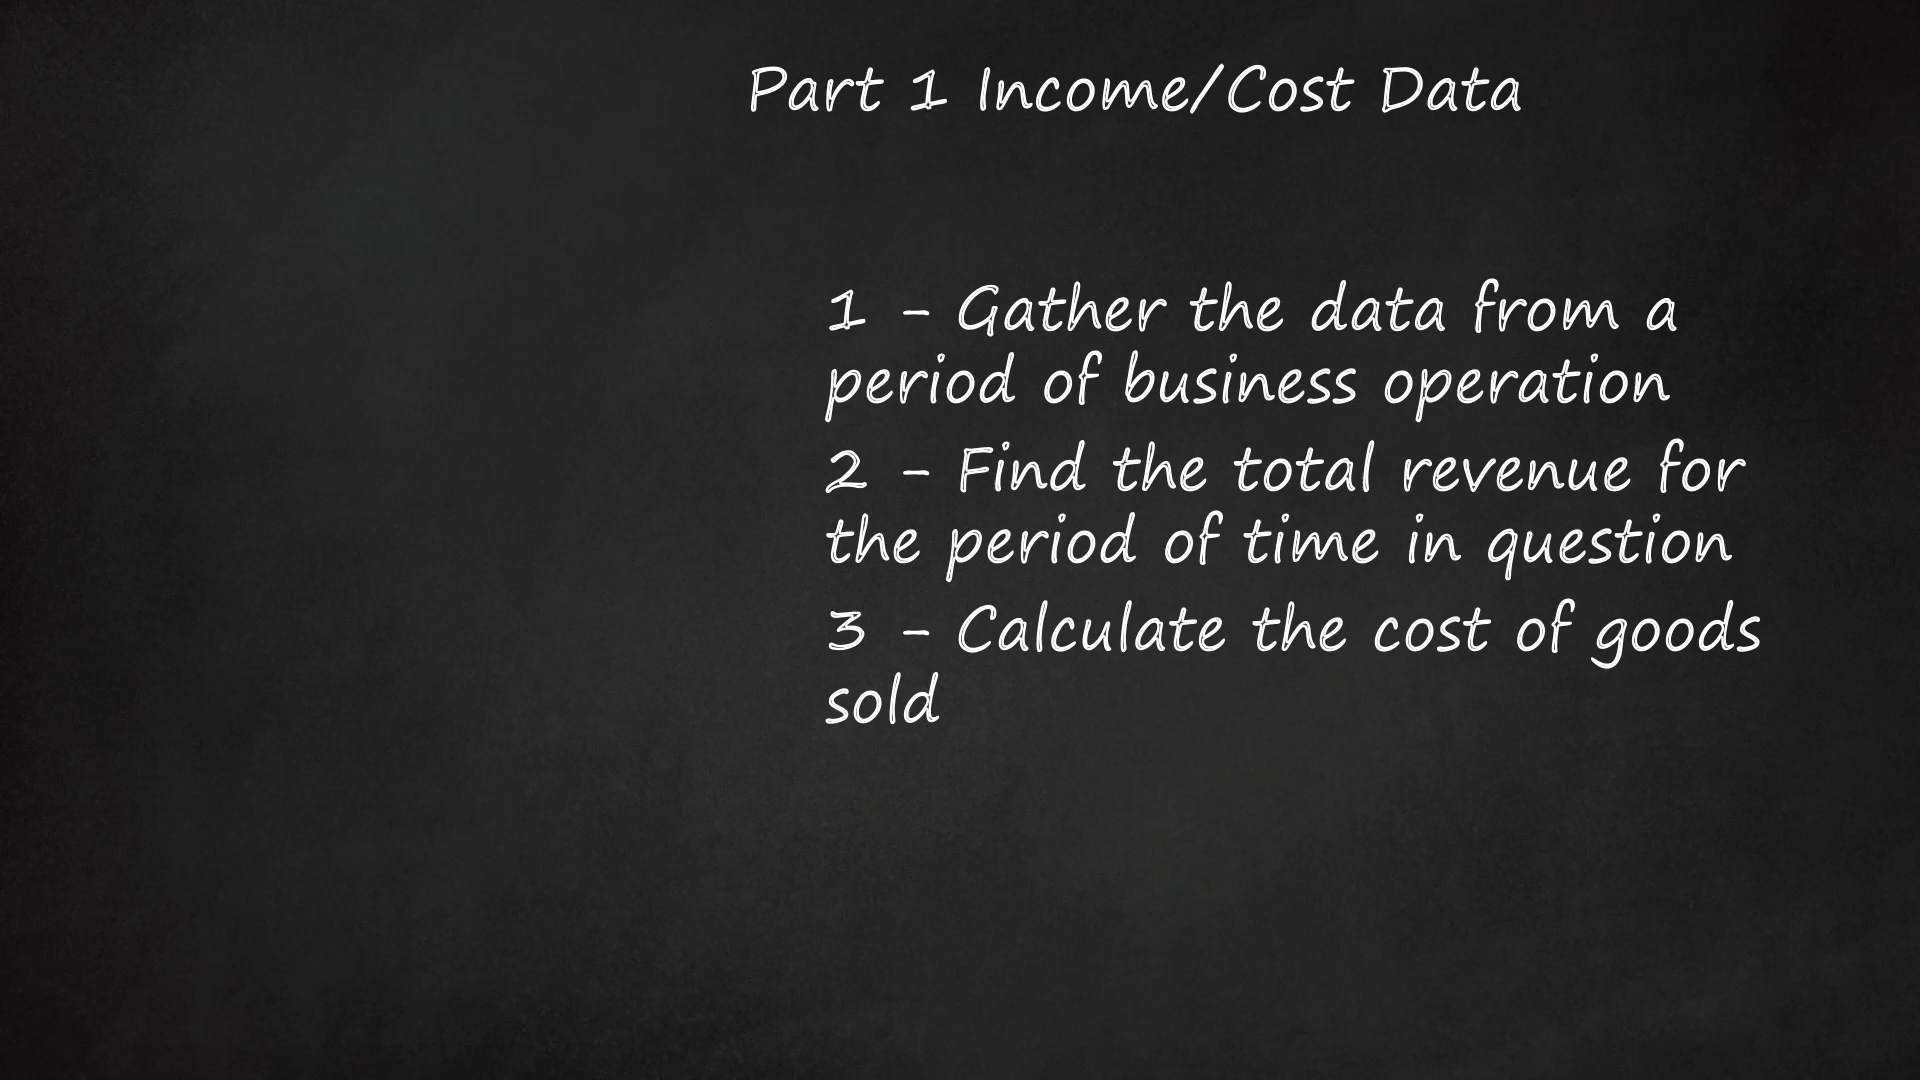 Part 1 Income/Cost Data
1 - Gather the data from a
period of business operation
2 - Find the total revenue for
the period of time in question
3 - Calculate the cost of goods
sold